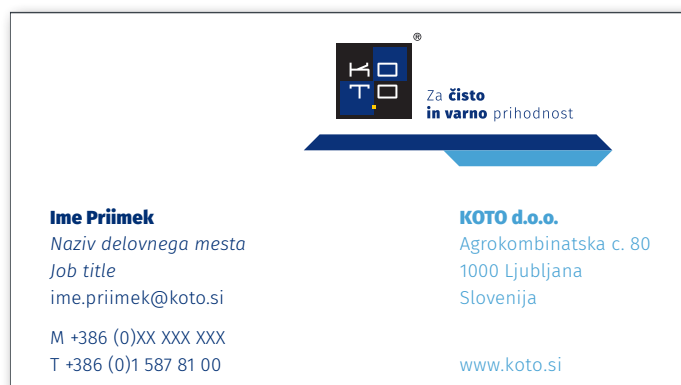 KO
TO
®
Za čisto
in varno prihodnost
Ime Priimek
Naziv delovnega mesta
Job title
ime.priimek@koto.si
M +386 (0)XX XXX XXX
T +386 (0)1 587 81 00
KOTO d.o.o.
Agrokombinatska c. 80
1000 Ljubljana
Slovenija
www.koto.si